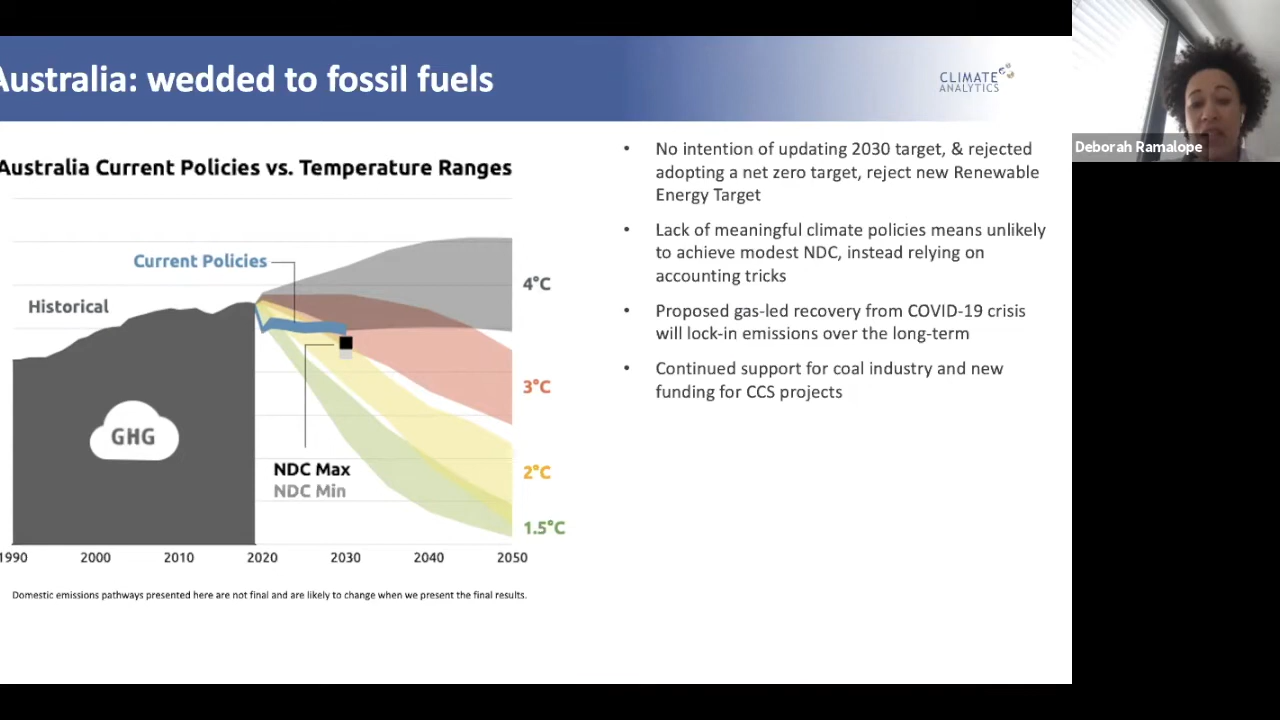 Australia: wedded to fossil fuels
CLIMATE
ANALYTICS
Deborah Ramalope
Australia Current Policies vs. Temperature Ranges
Current Policies
Historical
GHG
4°C
3°C
2°C
1.5°C
NDC Max
NDC Min
1990
2000
2010
2020
2030
2040
2050
Domestic emissions pathways presented here are not final and are likely to change when we present the final results.
• No intention of updating 2030 target, & rejected
adopting a net zero target, reject new Renewable
Energy Target
• Lack of meaningful climate policies means unlikely
to achieve modest NDC, instead relying on
accounting tricks
• Proposed gas-led recovery from COVID-19 crisis
will lock-in emissions over the long-term
• Continued support for coal industry and new
funding for CCS projects